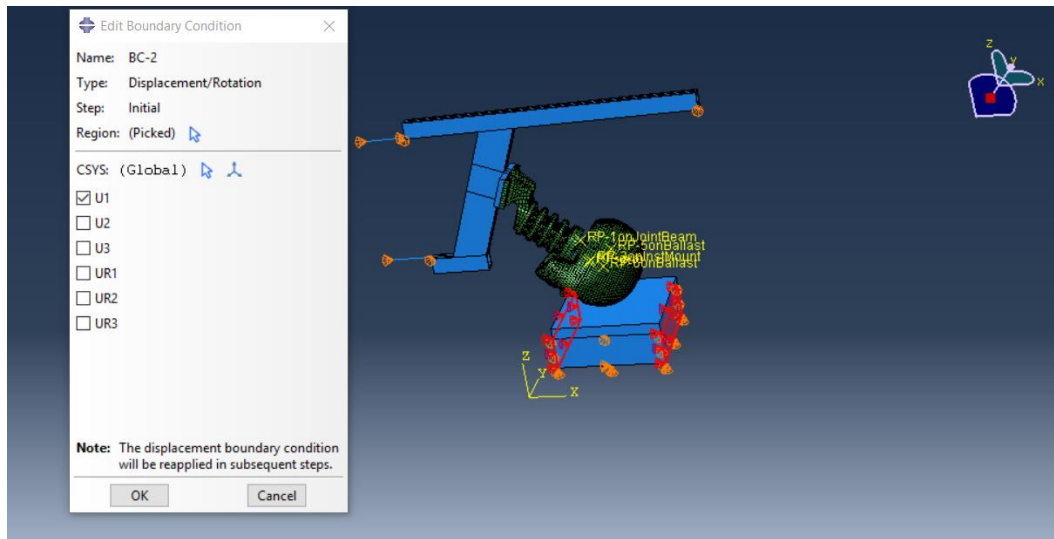 Edit Boundary Condition
Name: BC-2
Type: Displacement/Rotation
Step: Initial
Region: (Picked)
CSYS: (Global)
U1
U2
U3
UR1
UR2
UR3
Note: The displacement boundary condition
will be reapplied in subsequent steps.
OK Cancel
RP-1onJointBeam
RP-5onBallast
Z
Y
X
Z
Y
X